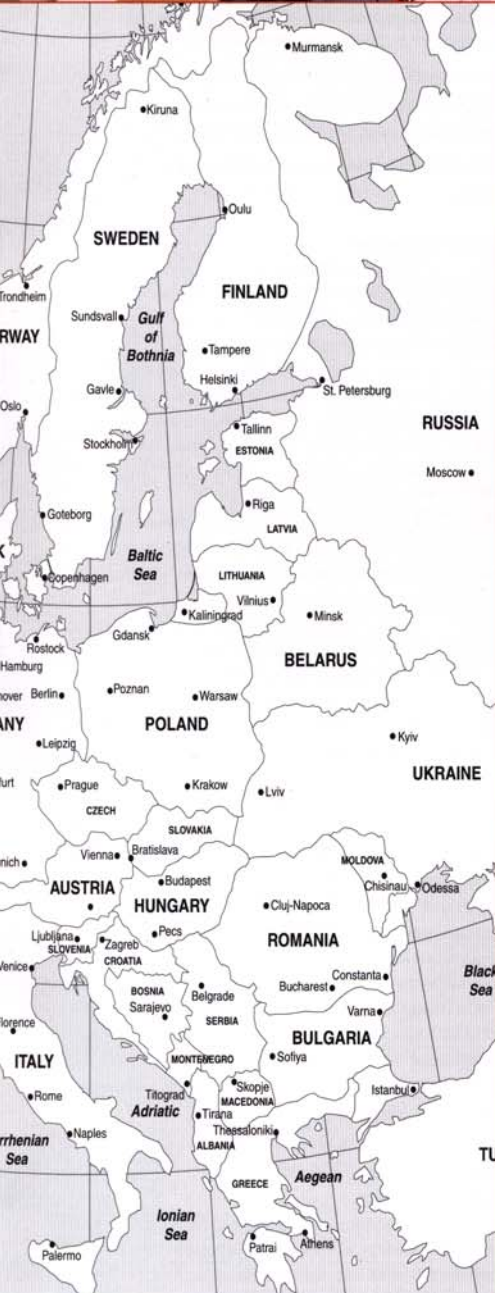 Murmansk
Kiruna
Oulu
SWEDEN
FINLAND
Trondheim
Sundsvall
Gulf
of
Bothnia
RWAY
Tampere
Helsinki
Gavle
St. Petersburg
Oslo
Tallinn
RUSSIA
Stockholm
ESTONIA
Moscow
Riga
Goteborg
LATVIA
K
Baltic
Sea
Copenhagen
LITHUANIA
Vilnius
Kaliningrad
Minsk
Gdansk
Rostock
BELARUS
Hamburg
nover
Berlin
Poznan
Warsaw
ANY
POLAND
Kyiv
Leipzig
UKRAINE
furt
Prague
Krakow
Lviv
CZECH
SLOVAKIA
Vienna
Bratislava
nich
MOLDOVA
AUSTRIA
Budapest
Chisinau
Odessa
HUNGARY
Cluj-Napoca
Ljubljana
Pecs
SLOVENIA
Zagreb
CROATIA
ROMANIA
Venice
Black
Sea
BOSNIA
Sarajevo
Belgrade
Bucharest
Constanta
Varna
Florence
SERBIA
BULGARIA
ITALY
MONTENEGRO
Sofiya
Rome
Titograd
Skopje
Istanbul
MACEDONIA
Adriatic
Tirana
Naples
Thessaloniki
ALBANIA
rrhenian
Sea
TU
GREECE
Aegean
Ionian
Sea
Palermo
Patrai
Athens